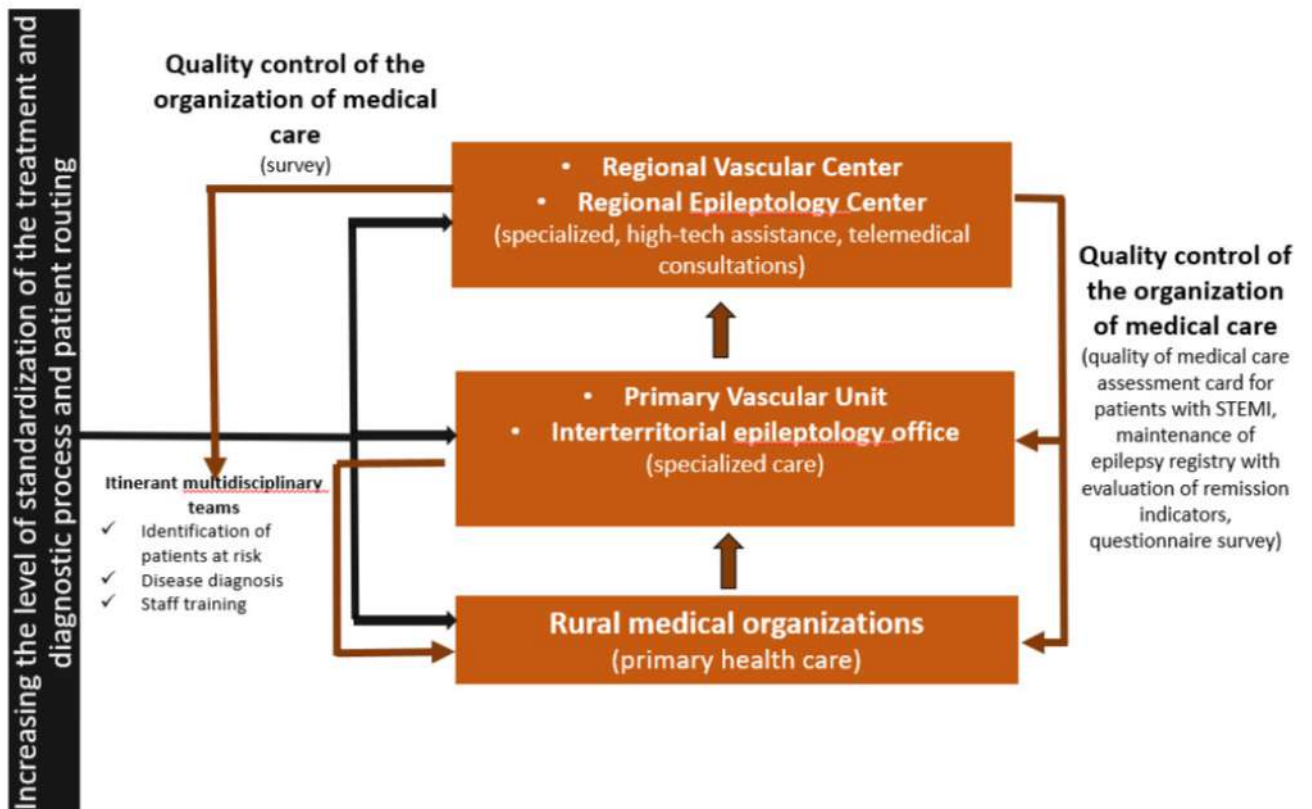 Increasing the level of standardization of the treatment and
diagnostic process and patient routing
Quality control of the
organization of medical
care
(survey)
• Regional Vascular Center
• Regional Epileptology Center
(specialized, high-tech assistance, telemedical
consultations)
Quality control of
the organization
of medical care
(quality of medical care
assessment card for
patients with STEMI,
maintenance of
epilepsy registry with
evaluation of remission
indicators,
questionnaire survey)
• Primary Vascular Unit
• Interterritorial epileptology office
(specialized care)
Itinerant multidisciplinary
teams
✓ Identification of
patients at risk
✓ Disease diagnosis
✓ Staff training
Rural medical organizations
(primary health care)